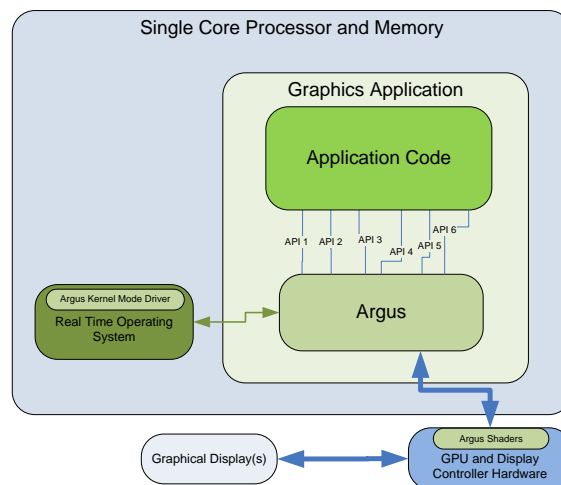 Single Core Processor and Memory
Graphics Application
Application Code
API 1
API 2
API 3
API 4
API 5
API 6
Argus Kernel Mode Driver
Real Time Operating
System
Argus
Argus Shaders
GPU and Display
Controller Hardware
Graphical Display(s)